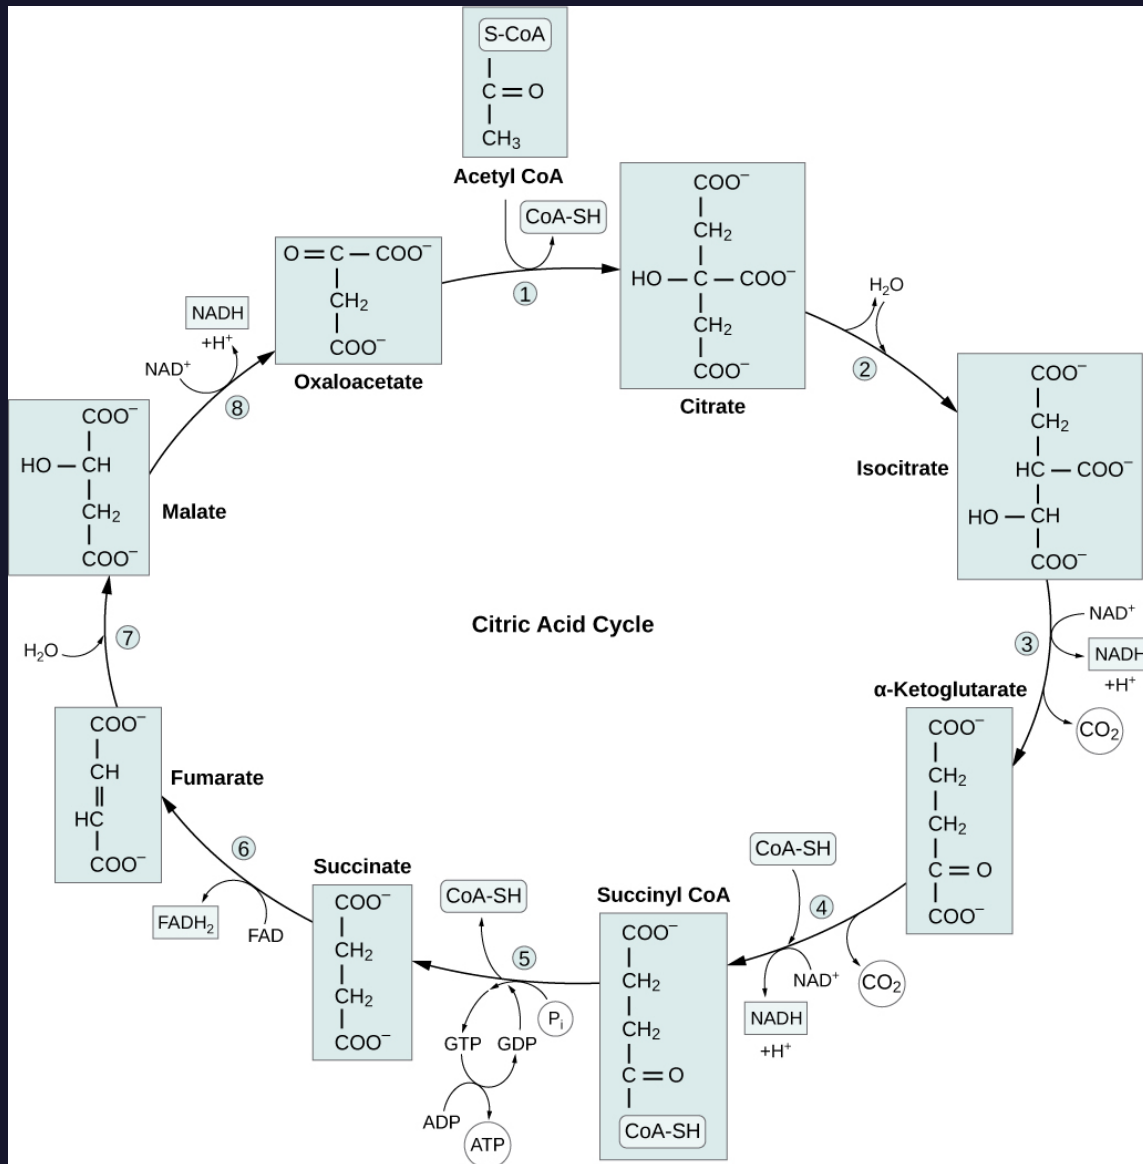 S-CoA
C=O
CH₃
Acetyl CoA
CoA-SH
1
COO⁻
CH₂
HO—C—COO⁻
CH₂
COO⁻
Citrate
H₂O
2
COO⁻
CH₂
HC—COO⁻
HO—CH
COO⁻
Isocitrate
NAD⁺
3
NADH
+H⁺
CO₂
α-Ketoglutarate
COO⁻
CH₂
CH₂
C=O
COO⁻
CoA-SH
4
CO₂
NAD⁺
NADH
+H⁺
Succinyl CoA
COO⁻
CH₂
CH₂
C=O
CoA-SH
5
CoA-SH
Pᵢ
GTP
GDP
ADP
ATP
Succinate
COO⁻
CH₂
CH₂
COO⁻
6
FADH₂
FAD
Fumarate
COO⁻
CH
HC
COO⁻
7
H₂O
Malate
COO⁻
HO—CH
CH₂
COO⁻
8
NAD⁺
NADH
+H⁺
O=C—COO⁻
CH₂
COO⁻
Oxaloacetate
Citric Acid Cycle